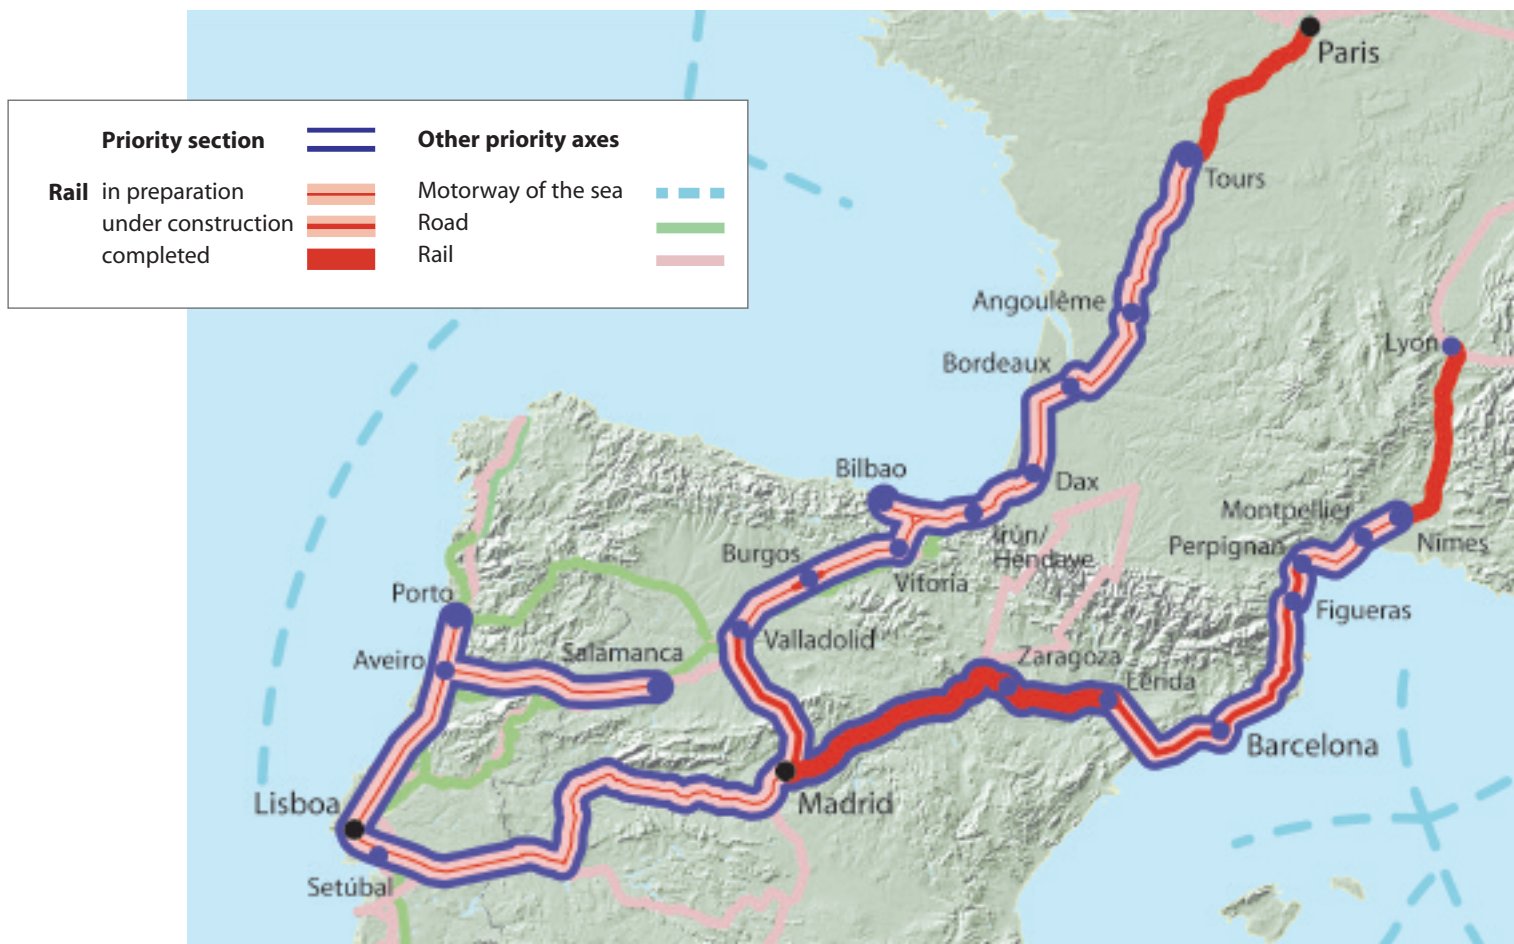 Paris
Priority section
Other priority axes
Rail in preparation
Motorway of the sea
under construction
Road
completed
Rail
Tours
Angoulême
Bordeaux
Lyon
Bilbao
Dax
Montpellier
Irún/
Hendaye
Burgos
Perpignan
Nîmes
Vitoria
Porto
Figueras
Valladolid
Salamanca
Aveiro
Zaragoza
Lérida
Barcelona
Lisboa
Madrid
Setúbal